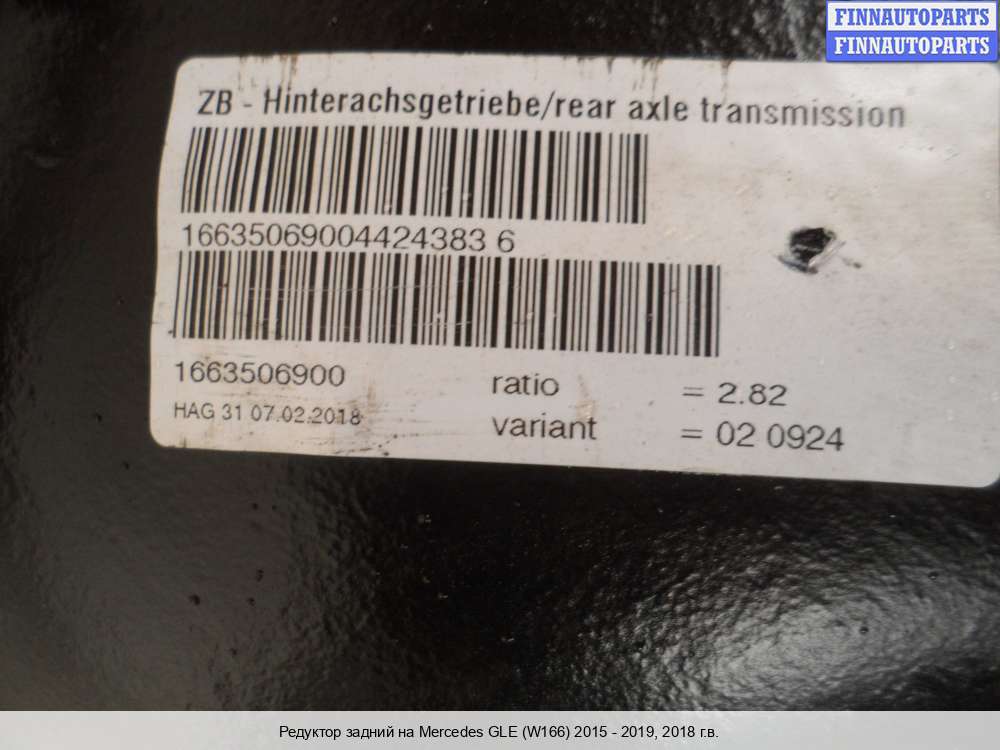 FINNAUTOPARTS
FINNAUTOPARTS
ZB - Hinterachsgetriebe/rear axle transmission
16635069004424383 6
1663506900
ratio = 2.82
HAG 31 07.02.2018
variant = 02 0924
Редуктор задний на Mercedes GLE (W166) 2015 - 2019, 2018 г.в.